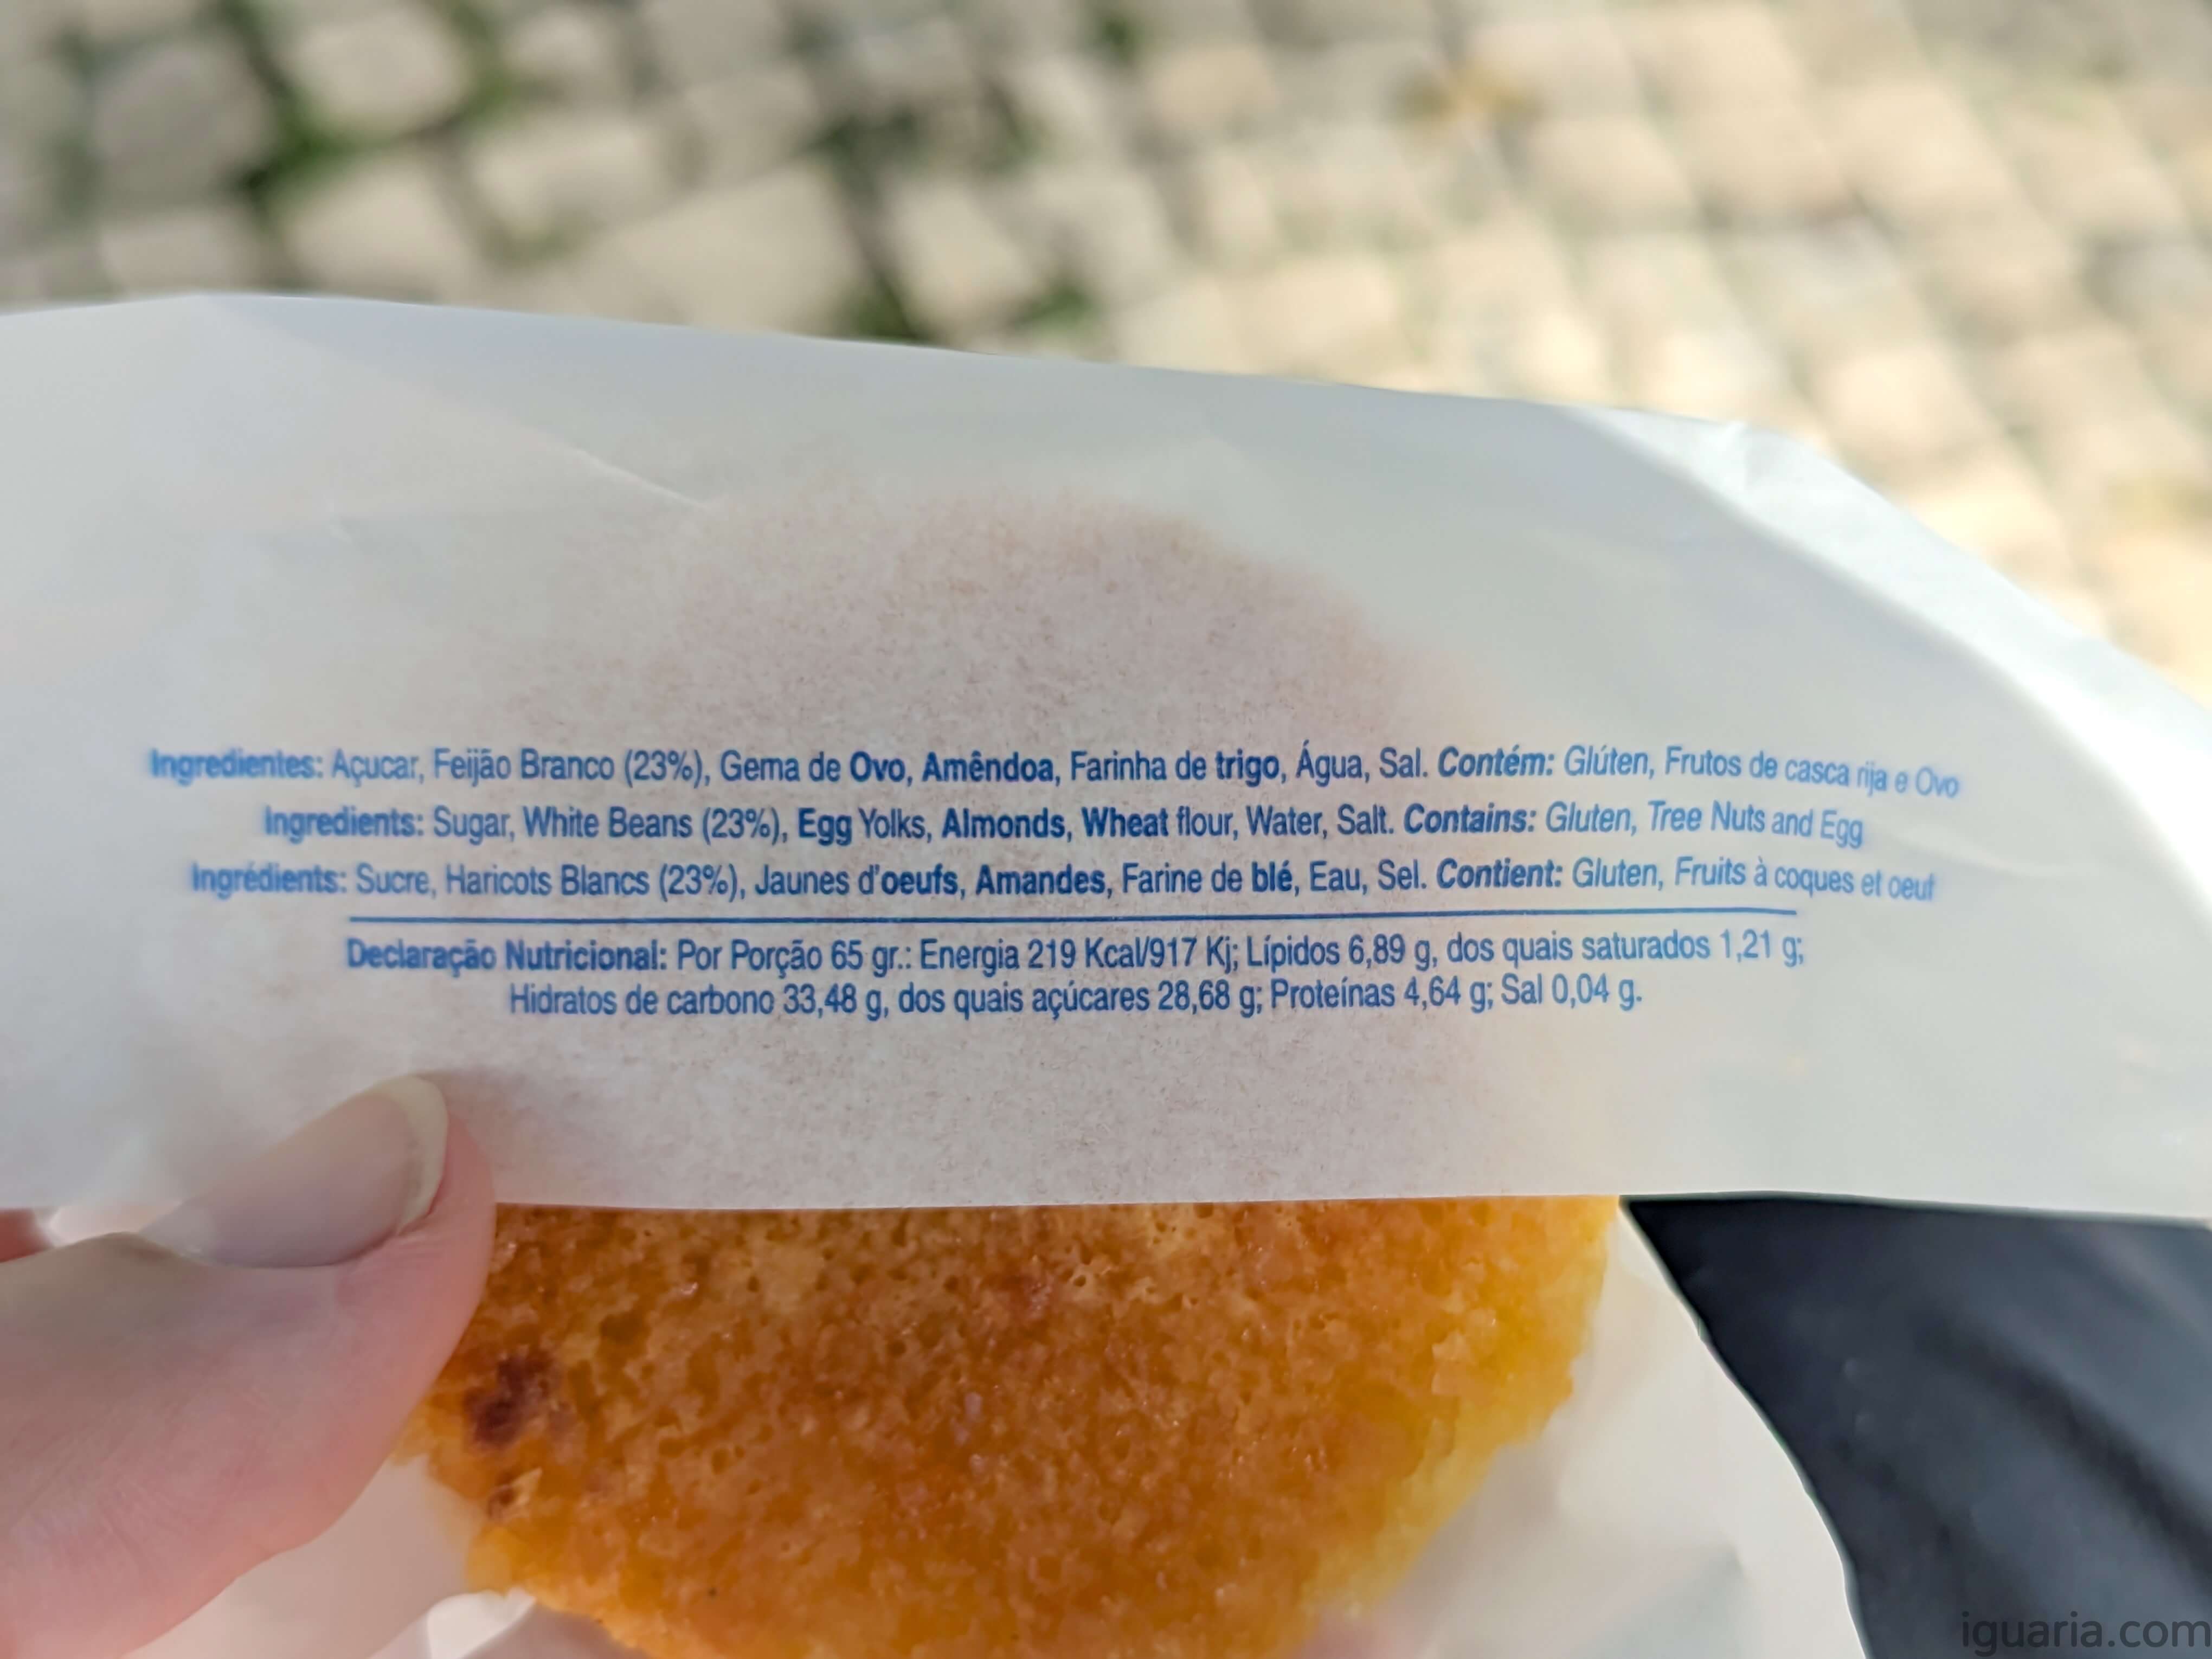 Ingredientes: Açucar, Feijão Branco (23%), Gema de Ovo, Amêndoa, Farinha de trigo, Água, Sal. Contém: Glúten, Frutos de casca rija e Ovo
Ingredients: Sugar, White Beans (23%), Egg Yolks, Almonds, Wheat flour, Water, Salt. Contains: Gluten, Tree Nuts and Egg
Ingrédients: Sucre, Haricots Blancs (23%), Jaunes d'oeufs, Amandes, Farine de blé, Eau, Sel. Contient: Gluten, Fruits à coques et oeuf
Declaração Nutricional: Por Porção 65 gr.: Energia 219 Kcal/917 Kj; Lípidos 6,89 g, dos quais saturados 1,21 g;
Hidratos de carbono 33,48 g, dos quais açúcares 28,68 g; Proteínas 4,64 g; Sal 0,04 g.
iguaria.com